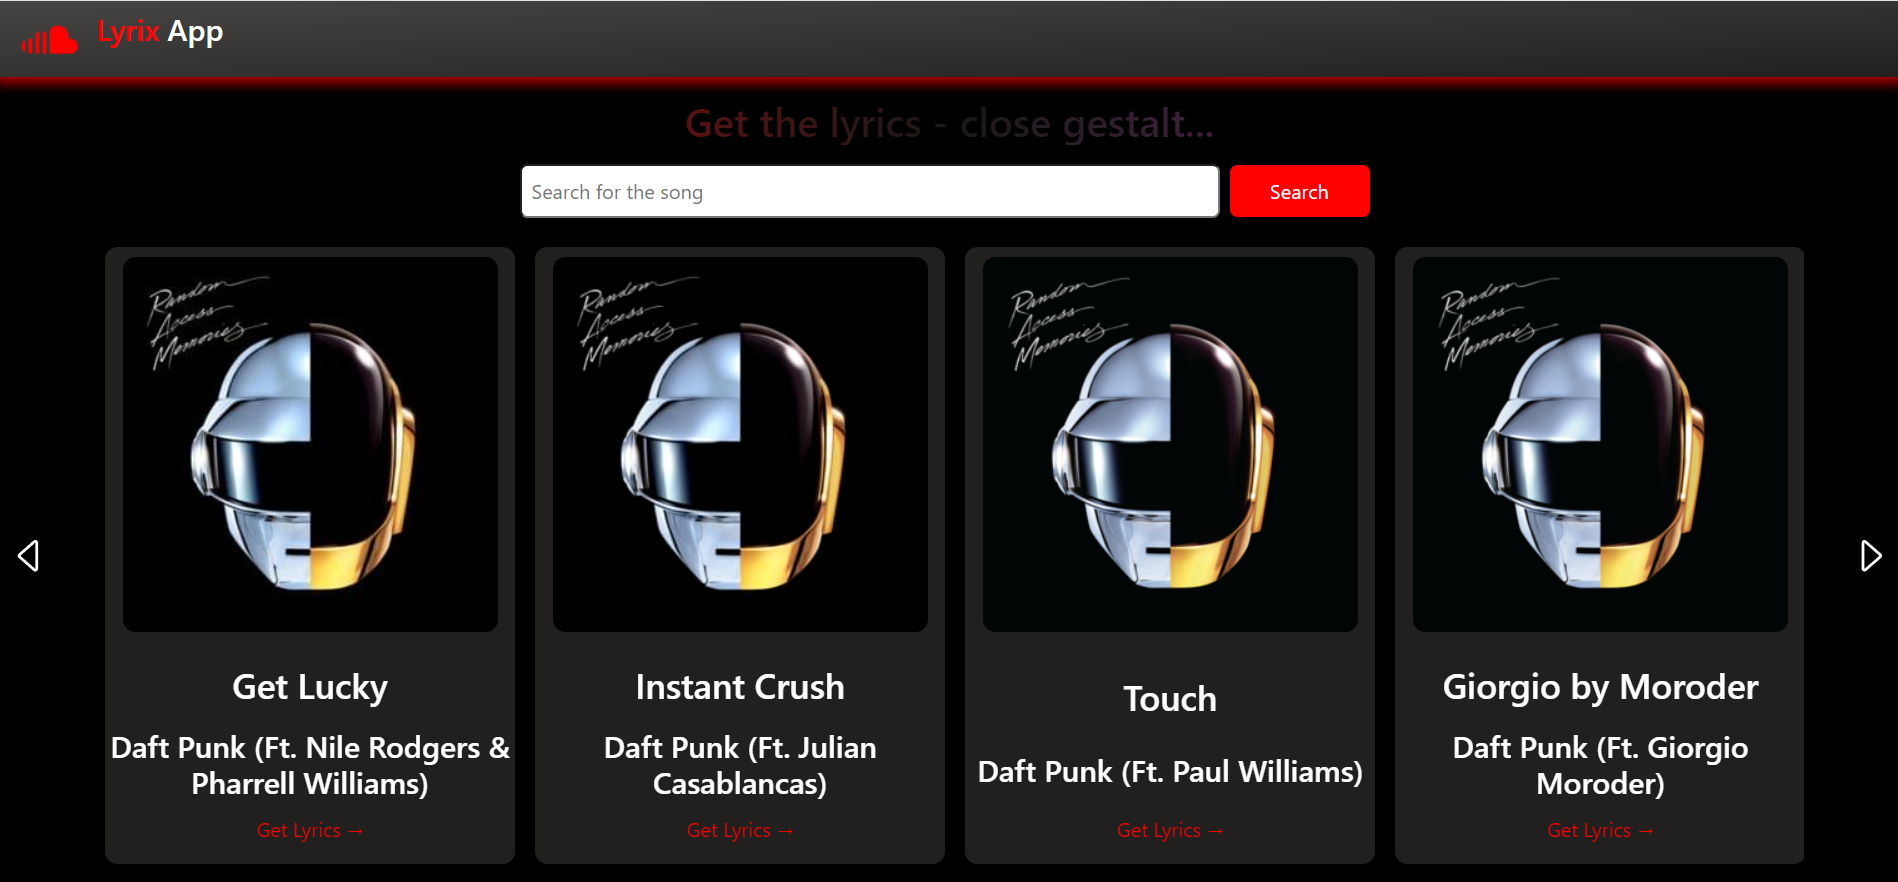 Lyrix App
Get the lyrics - close gestalt...
Search for the song
Search
Random
Access
Memories
Random
Access
Memories
Random
Access
Memories
Random
Access
Memories
Get Lucky
Daft Punk (Ft. Nile Rodgers &
Pharrell Williams)
Get Lyrics →
Instant Crush
Daft Punk (Ft. Julian
Casablancas)
Get Lyrics →
Touch
Daft Punk (Ft. Paul Williams)
Get Lyrics →
Giorgio by Moroder
Daft Punk (Ft. Giorgio
Moroder)
Get Lyrics →